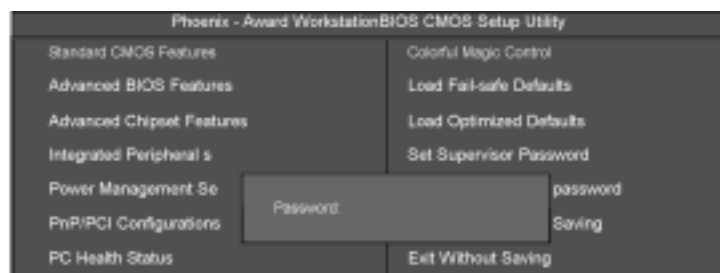 Phoenix - Award WorkstationBIOS CMOS Setup Utility
Standard CMOS Features
Advanced BIOS Features
Advanced Chipset Features
Integrated Peripheral s
Power Management Se
PnP/PCI Configurations
PC Health Status
Colorful Magic Control
Load Fail-safe Defaults
Load Optimized Defaults
Set Supervisor Password
password
Saving
Exit Without Saving
Password: